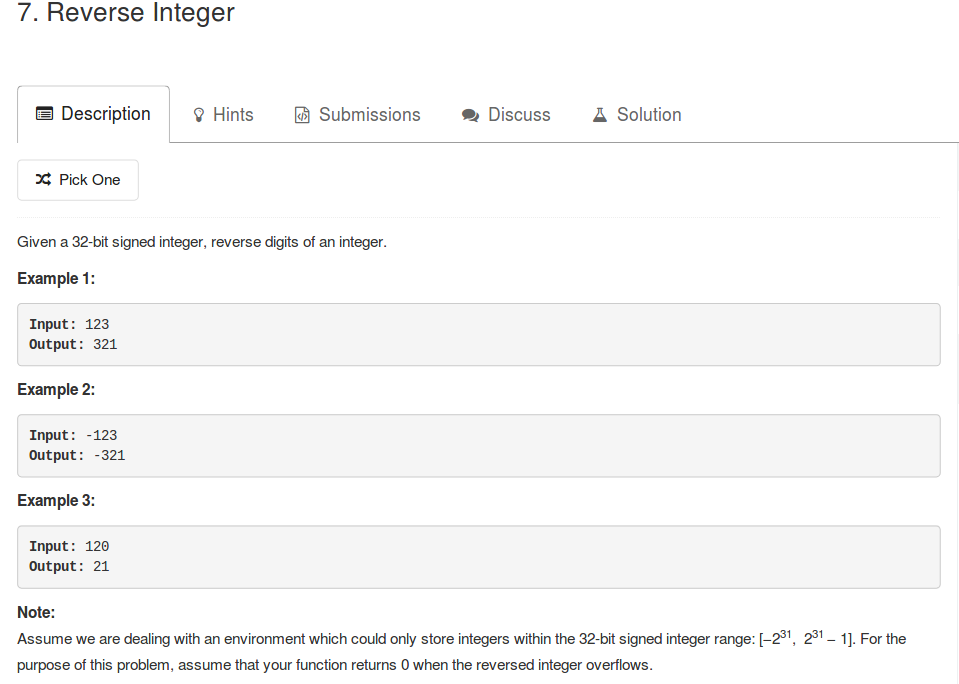 7. Reverse Integer
Description Hints Submissions Discuss Solution
Pick One
Given a 32-bit signed integer, reverse digits of an integer.
Example 1:
Input: 123
Output: 321
Example 2:
Input: -123
Output: -321
Example 3:
Input: 120
Output: 21
Note:
Assume we are dealing with an environment which could only store integers within the 32-bit signed integer range: [−2³¹, 2³¹ − 1]. For the
purpose of this problem, assume that your function returns 0 when the reversed integer overflows.